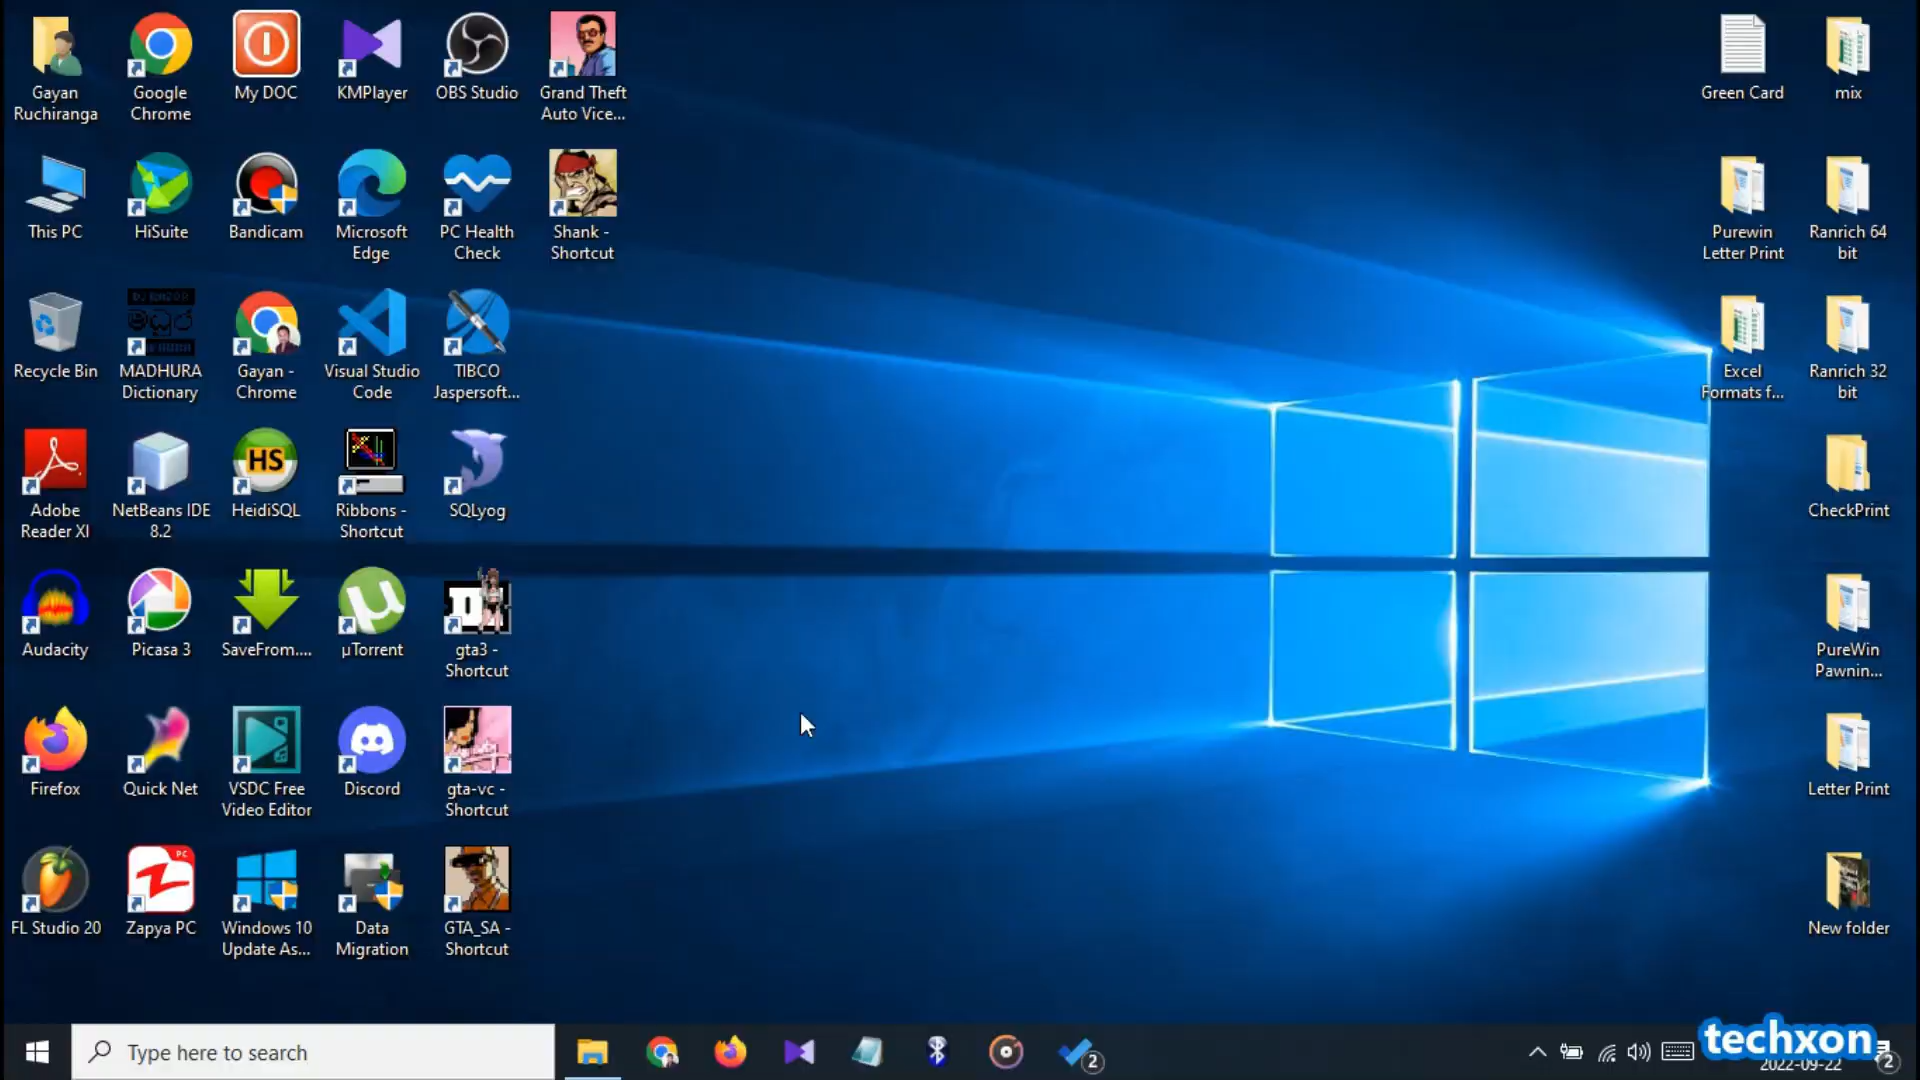 Gayan
Ruchiranga
Google
Chrome
My DOC
KMPlayer
OBS Studio
Grand Theft
Auto Vice...
This PC
HiSuite
Bandicam
Microsoft
Edge
PC Health
Check
Shank -
Shortcut
Recycle Bin
මධුර
MADHURA
Dictionary
Gayan -
Chrome
Visual Studio
Code
TIBCO
Jaspersoft...
Adobe
Reader XI
NetBeans IDE
8.2
HS
HeidiSQL
Ribbons -
Shortcut
SQLyog
Audacity
Picasa 3
SaveFrom....
µ
µTorrent
gta3 -
Shortcut
Firefox
Quick Net
VSDC Free
Video Editor
Discord
gta-vc -
Shortcut
FL Studio 20
PC
Zapya PC
Windows 10
Update As...
Data
Migration
GTA_SA -
Shortcut
Green Card
mix
Purewin
Letter Print
Ranrich 64
bit
Excel
Formats f...
Ranrich 32
bit
CheckPrint
PureWin
Pawnin...
Letter Print
New folder
Type here to search
2
techxon
2022-09-22
2